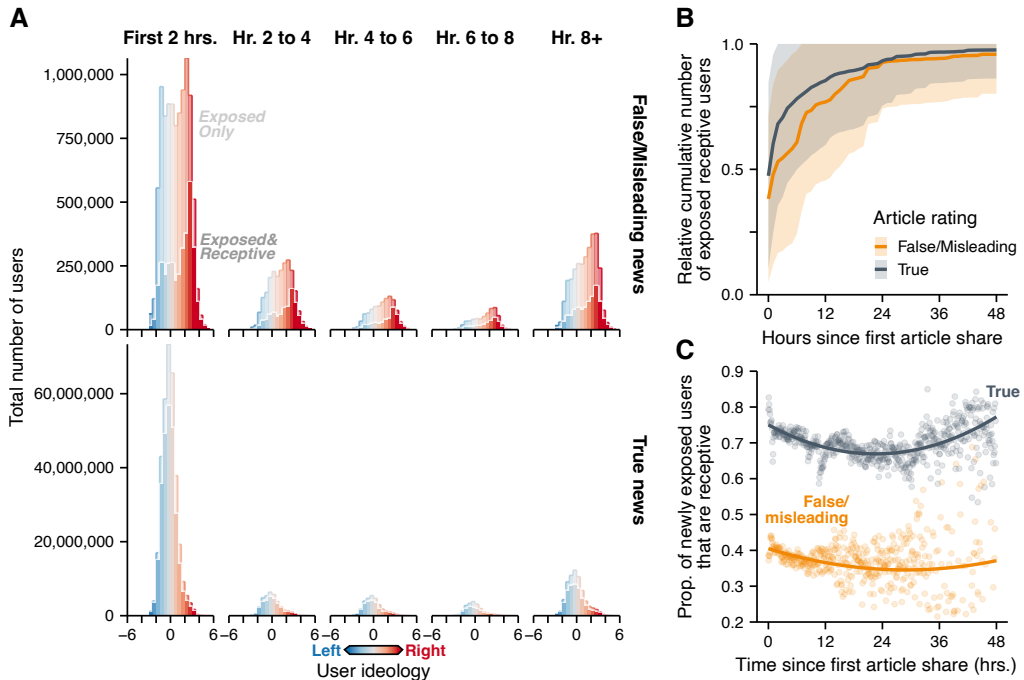 A
First 2 hrs.
Hr. 2 to 4
Hr. 4 to 6
Hr. 6 to 8
Hr. 8+
1,000,000
750,000
500,000
250,000
0
Exposed
Only
Exposed&
Receptive
False/Misleading news
Total number of users
60,000,000
40,000,000
20,000,000
0
True news
−6 0 6
−6 0 6
−6 0 6
−6 0 6
−6 0 6
Left
Right
User ideology
B
Relative cumulative number
of exposed receptive users
1.0
0.5
0.0
Article rating
False/Misleading
True
0 12 24 36 48
Hours since first article share
C
Prop. of newly exposed users
that are receptive
0.9
0.8
0.7
0.6
0.5
0.4
0.3
0.2
True
False/
misleading
0 12 24 36 48
Time since first article share (hrs.)